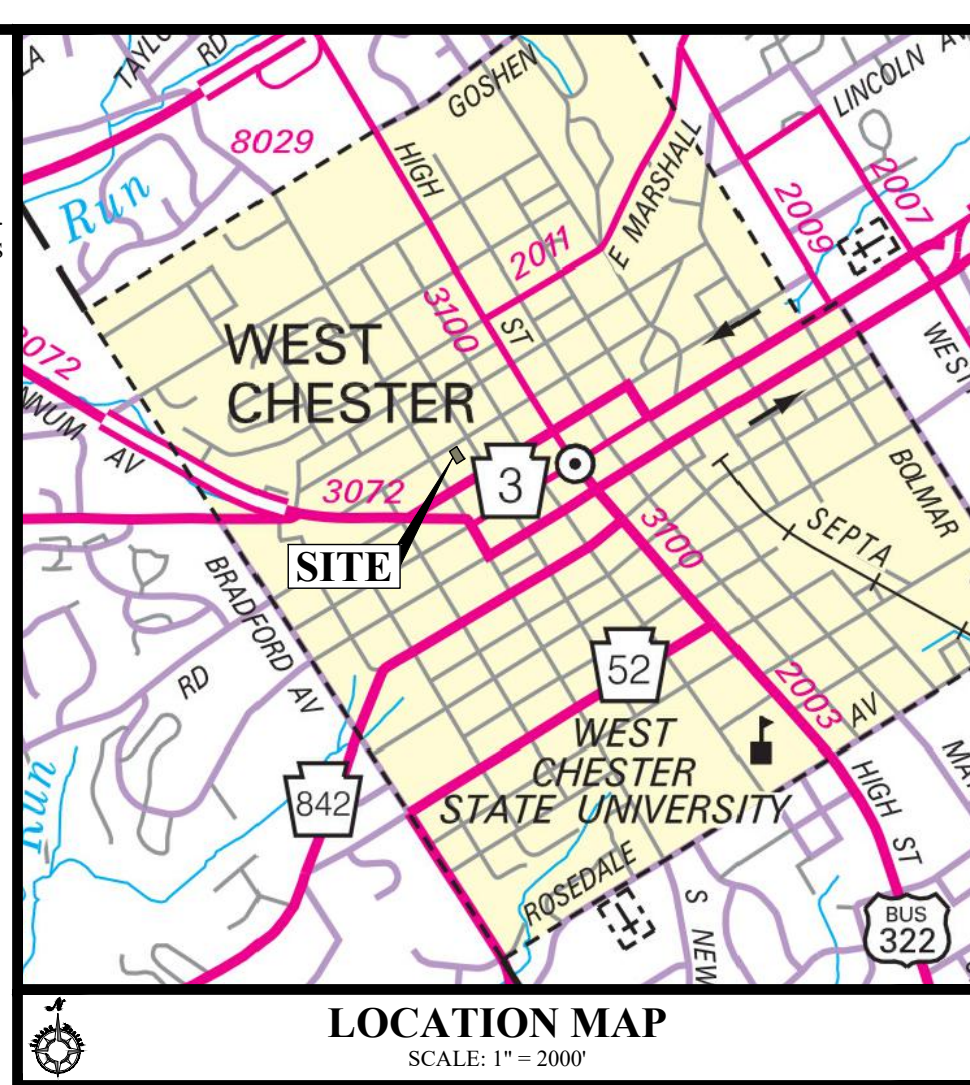 TAYLO
RD
GOSHEN
LINCOLN
8029
HIGH
E MARSHALL
2007
Run
2009
2011
3100
ST
WEST
CHESTER
WEST
3072
NNUM
AV
3
BOLMAR
3072
3100
SEPTA
SITE
BRADFORD
AV
RD
52
2003
AV
WEST
CHESTER
STATE UNIVERSITY
HIGH
ST
842
Run
ROSEDALE
S NEW
BUS
322
N
LOCATION MAP
SCALE: 1" = 2000'